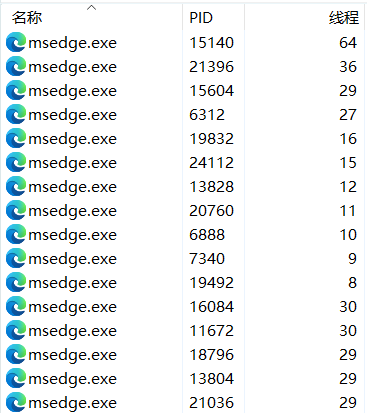 名称 PID 线程
msedge.exe 15140 64
msedge.exe 21396 36
msedge.exe 15604 29
msedge.exe 6312 27
msedge.exe 19832 16
msedge.exe 24112 15
msedge.exe 13828 12
msedge.exe 20760 11
msedge.exe 6888 10
msedge.exe 7340 9
msedge.exe 19492 8
msedge.exe 16084 30
msedge.exe 11672 30
msedge.exe 18796 29
msedge.exe 13804 29
msedge.exe 21036 29